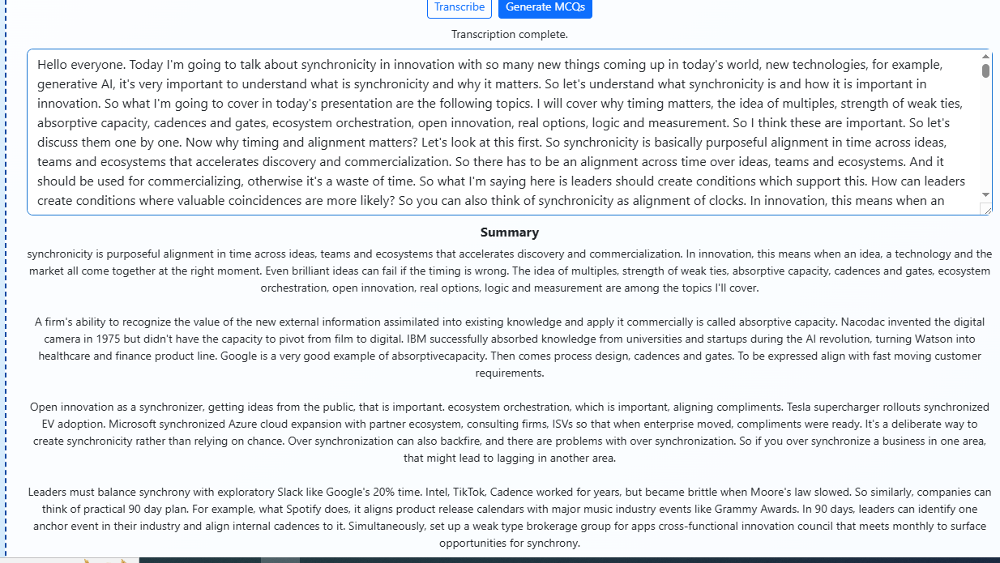 Transcribe Generate MCQs
Transcription complete.
Hello everyone. Today I'm going to talk about synchronicity in innovation with so many new things coming up in today's world, new technologies, for example,
generative AI, it's very important to understand what is synchronicity and why it matters. So let's understand what synchronicity is and how it is important in
innovation. So what I'm going to cover in today's presentation are the following topics. I will cover why timing matters, the idea of multiples, strength of weak ties,
absorptive capacity, cadences and gates, ecosystem orchestration, open innovation, real options, logic and measurement. So I think these are important. So let's
discuss them one by one. Now why timing and alignment matters? Let's look at this first. So synchronicity is basically purposeful alignment in time across ideas,
teams and ecosystems that accelerates discovery and commercialization. So there has to be an alignment across time over ideas, teams and ecosystems. And it
should be used for commercializing, otherwise it's a waste of time. So what I'm saying here is leaders should create conditions which support this. How can leaders
create conditions where valuable coincidences are more likely? So you can also think of synchronicity as alignment of clocks. In innovation, this means when an
Summary
synchronicity is purposeful alignment in time across ideas, teams and ecosystems that accelerates discovery and commercialization. In innovation, this means when an idea, a technology and the
market all come together at the right moment. Even brilliant ideas can fail if the timing is wrong. The idea of multiples, strength of weak ties, absorptive capacity, cadences and gates, ecosystem
orchestration, open innovation, real options, logic and measurement are among the topics I'll cover.
A firm's ability to recognize the value of the new external information assimilated into existing knowledge and apply it commercially is called absorptive capacity. Nacodac invented the digital
camera in 1975 but didn't have the capacity to pivot from film to digital. IBM successfully absorbed knowledge from universities and startups during the AI revolution, turning Watson into
healthcare and finance product line. Google is a very good example of absorptivecapacity. Then comes process design, cadences and gates. To be expressed align with fast moving customer
requirements.
Open innovation as a synchronizer, getting ideas from the public, that is important. ecosystem orchestration, which is important, aligning compliments. Tesla supercharger rollouts synchronized
EV adoption. Microsoft synchronized Azure cloud expansion with partner ecosystem, consulting firms, ISVs so that when enterprise moved, compliments were ready. It's a deliberate way to
create synchronicity rather than relying on chance. Over synchronization can also backfire, and there are problems with over synchronization. So if you over synchronize a business in one area,
that might lead to lagging in another area.
Leaders must balance synchrony with exploratory Slack like Google's 20% time. Intel, TikTok, Cadence worked for years, but became brittle when Moore's law slowed. So similarly, companies can
think of practical 90 day plan. For example, what Spotify does, it aligns product release calendars with major music industry events like Grammy Awards. In 90 days, leaders can identify one
anchor event in their industry and align internal cadences to it. Simultaneously, set up a weak type brokerage group for apps cross-functional innovation council that meets monthly to surface
opportunities for synchrony.